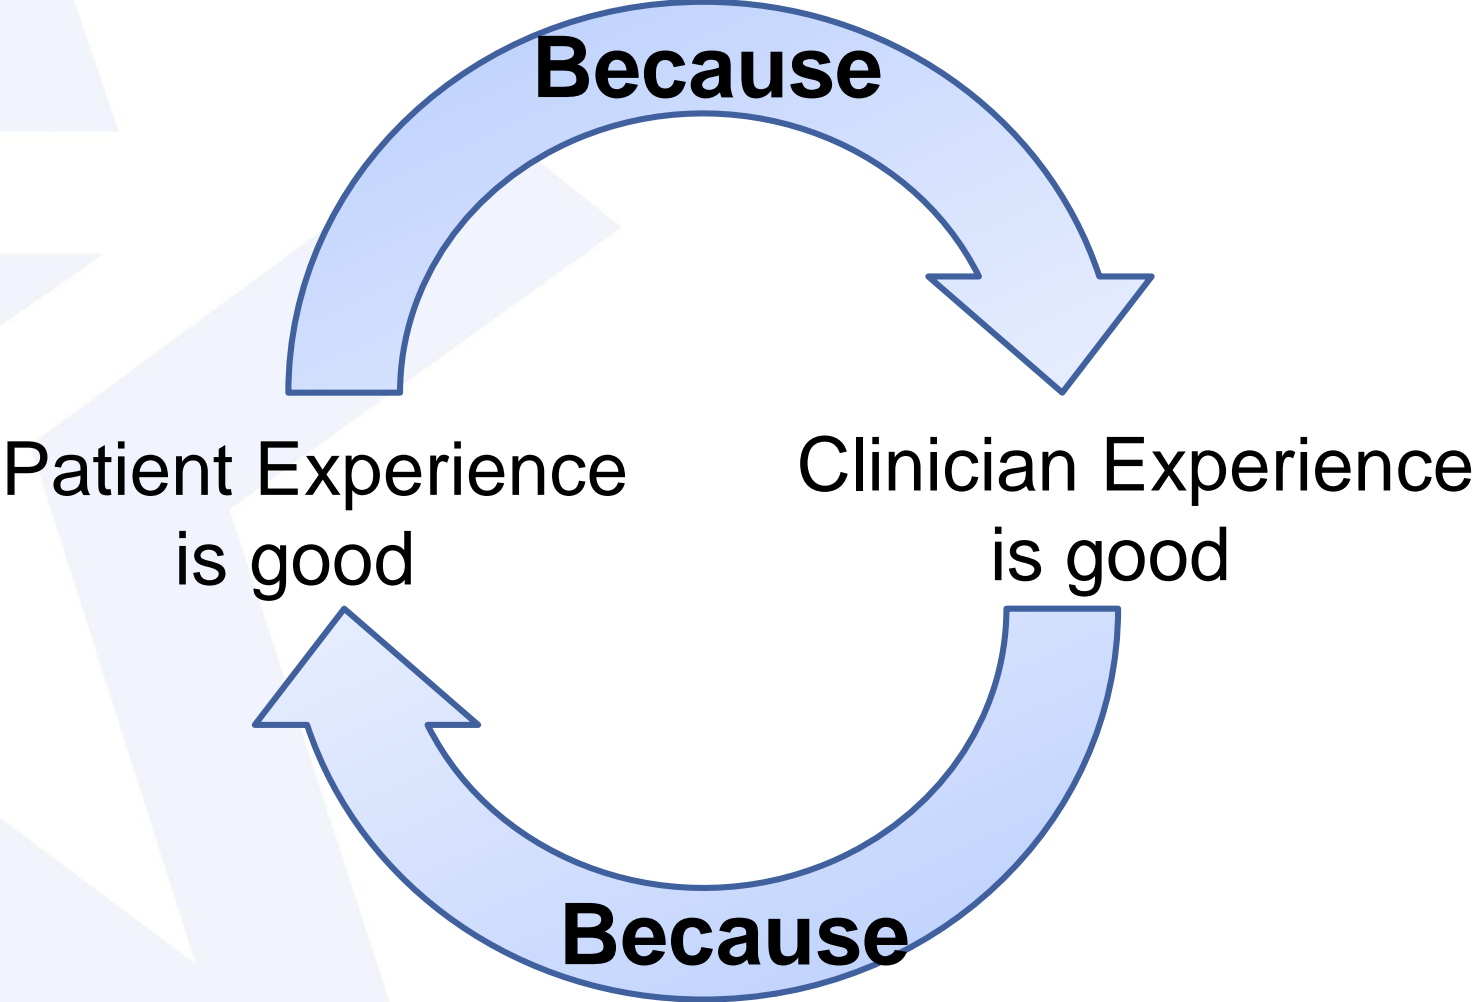 Because
Patient Experience
is good
Clinician Experience
is good
Because